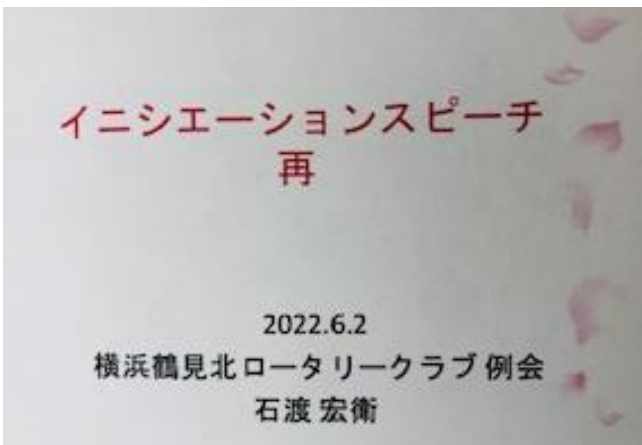 イニシエーションスピーチ
再
2022.6.2
横浜鶴見北ロータリークラブ 例会
石渡 宏衛